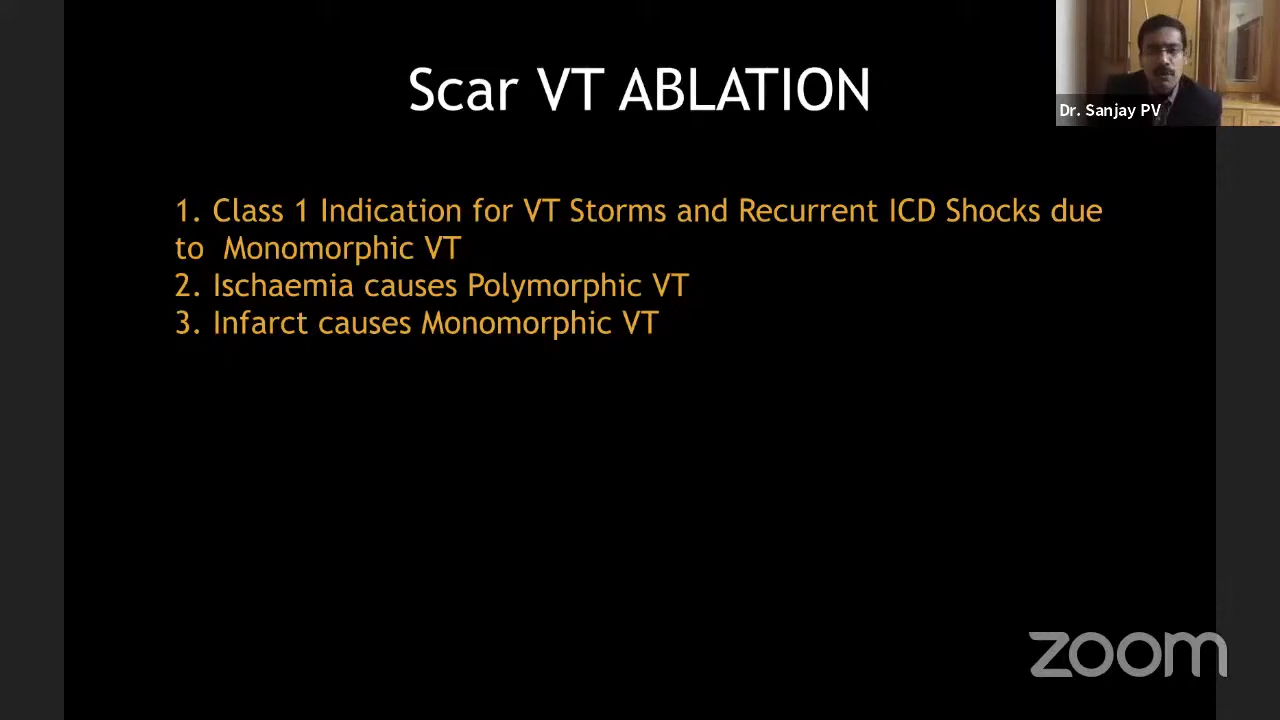 Scar VT ABLATION
Dr. Sanjay PV
1. Class 1 Indication for VT Storms and Recurrent ICD Shocks due
to  Monomorphic VT
2. Ischaemia causes Polymorphic VT
3. Infarct causes Monomorphic VT
zoom